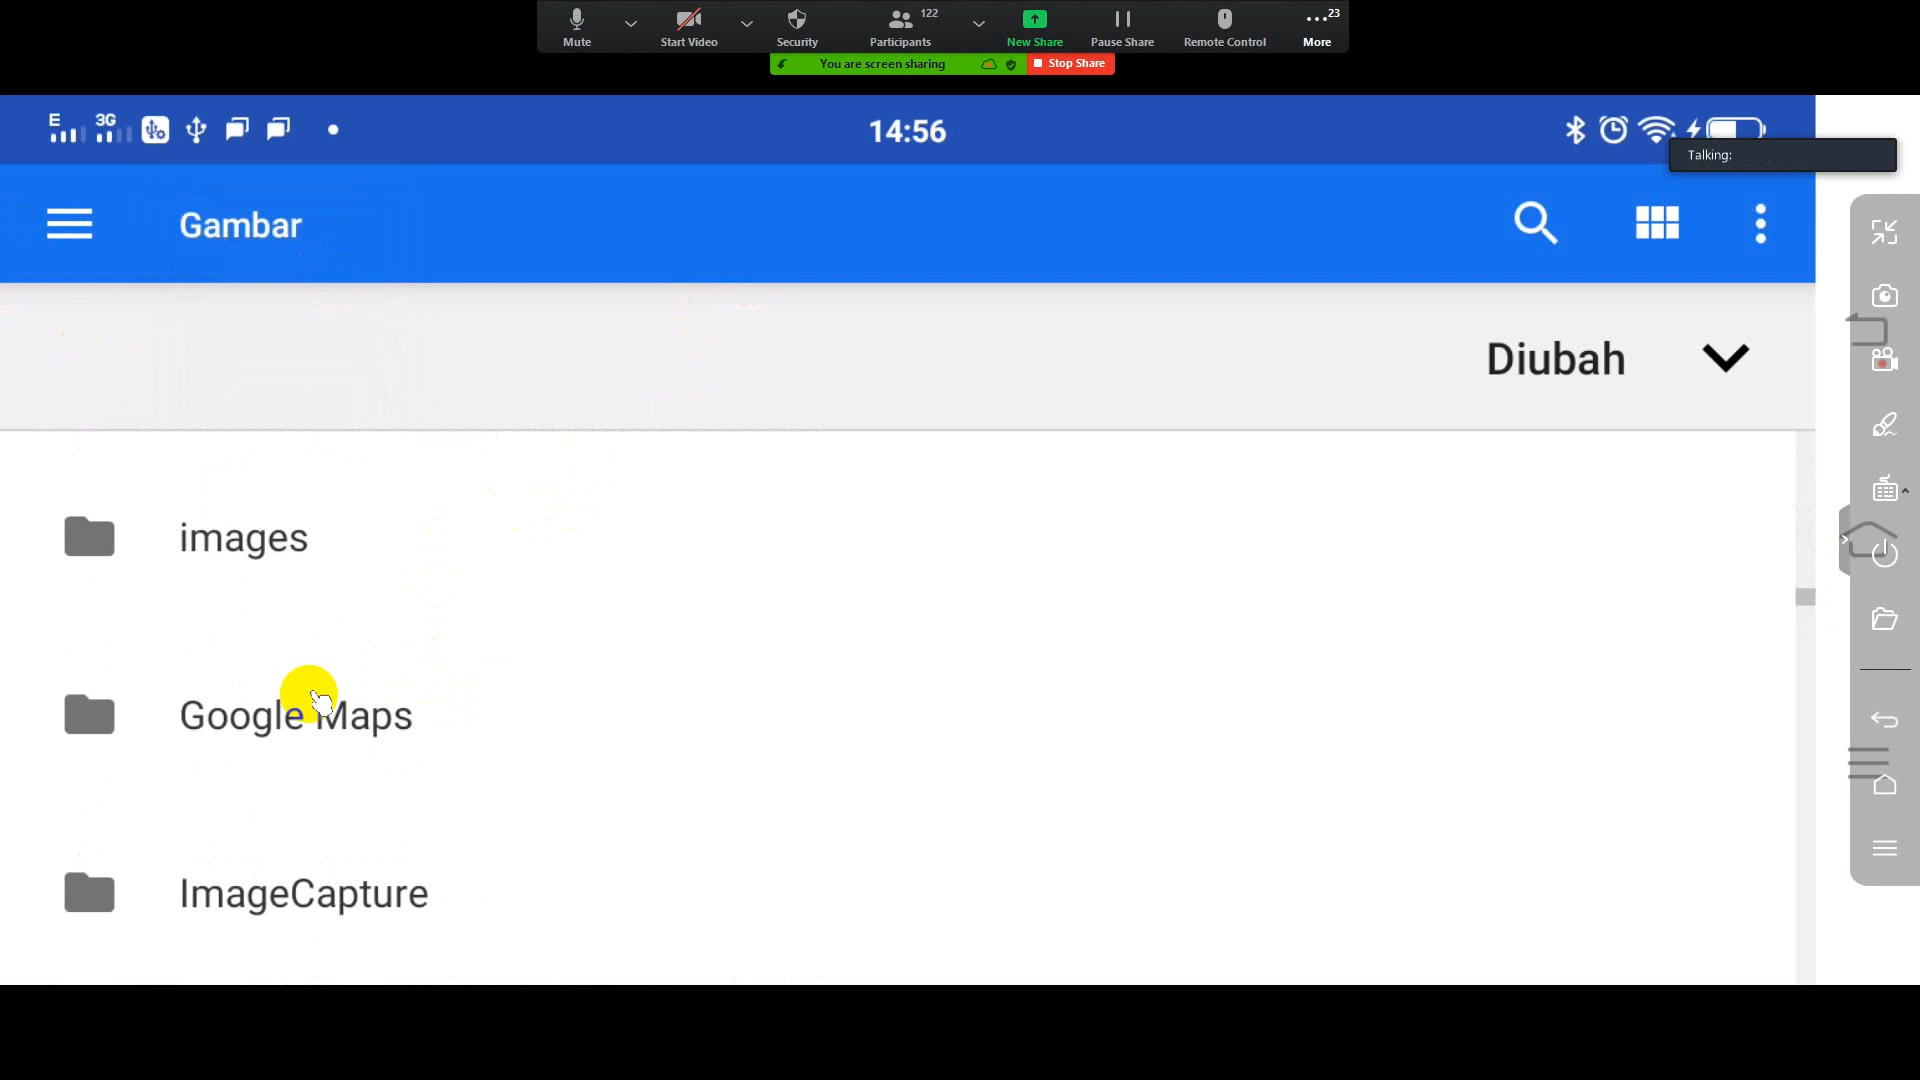 122
23
Mute
Start Video
Security
Participants
New Share
Pause Share
Remote Control
More
You are screen sharing
Stop Share
E
3G
14:56
Talking:
Gambar
Diubah
images
Google Maps
ImageCapture